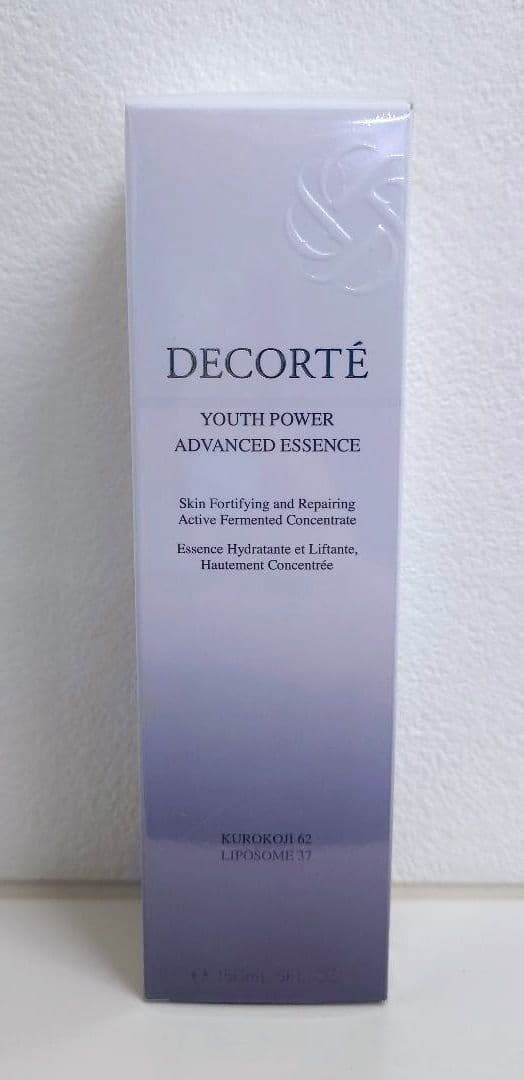 DECORTÉ
YOUTH POWER
ADVANCED ESSENCE
Skin Fortifying and Repairing
Active Fermented Concentrate
Essence Hydratante et Liftante,
Hautement Concentrée
KUROKOJI 62
LIPOSOME 37
150mL